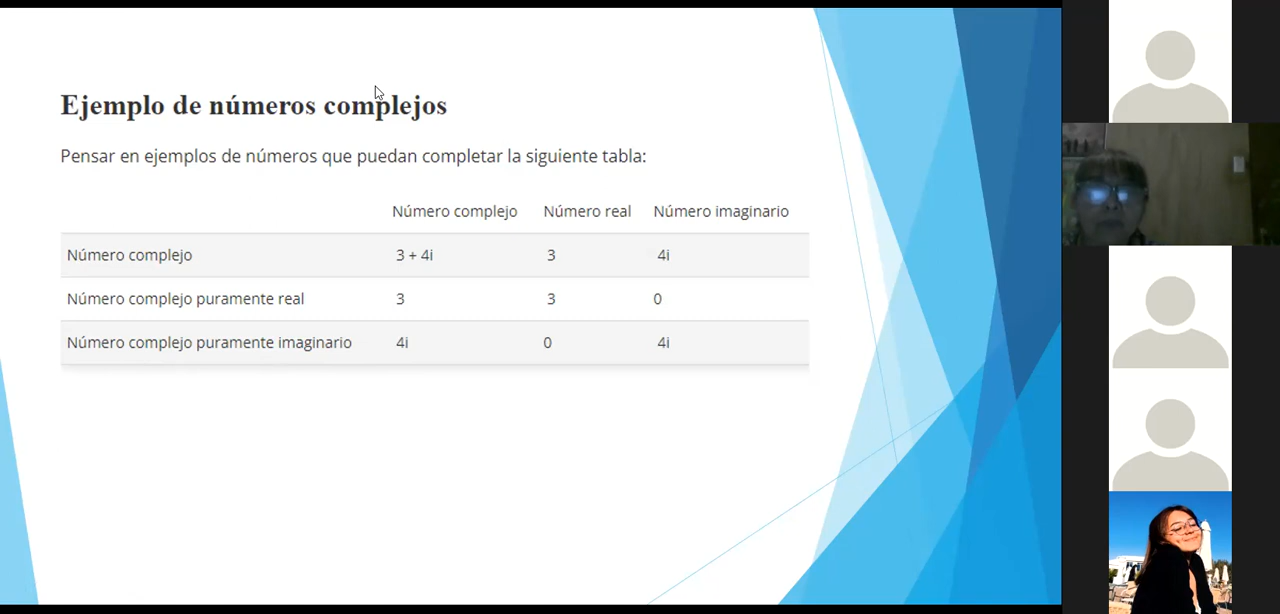 Ejemplo de números complejos
Pensar en ejemplos de números que puedan completar la siguiente tabla:
Número complejo Número real Número imaginario
Número complejo 3 + 4i 3 4i
Número complejo puramente real 3 3 0
Número complejo puramente imaginario 4i 0 4i